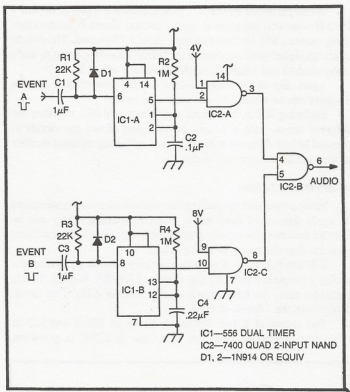 R1
22K
D1
EVENT
A
C1
1µF
6
4
14
5
1
2
IC1-A
R2
1M
C2
.1µF
4V
14
1
2
3
IC2-A
4
5
6
AUDIO
IC2-B
R3
22K
D2
EVENT
B
C3
1µF
8
10
13
12
7
IC1-B
R4
1M
C4
.22µF
8V
9
10
8
7
IC2-C
IC1—556 DUAL TIMER
IC2—7400 QUAD 2-INPUT NAND
D1, 2—1N914 OR EQUIV